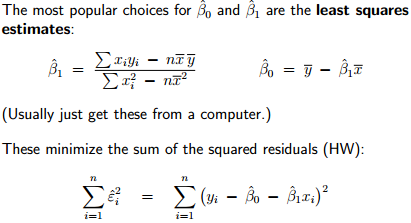 The most popular choices for β̂₀ and β̂₁ are the least squares
estimates:
β̂₁ = (∑ xᵢyᵢ − nx̄ȳ) / (∑ xᵢ² − nx̄²)    β̂₀ = ȳ − β̂₁x̄
(Usually just get these from a computer.)
These minimize the sum of the squared residuals (HW):
∑ᵢ₌₁ⁿ ε̂ᵢ² = ∑ᵢ₌₁ⁿ (yᵢ − β̂₀ − β̂₁xᵢ)²